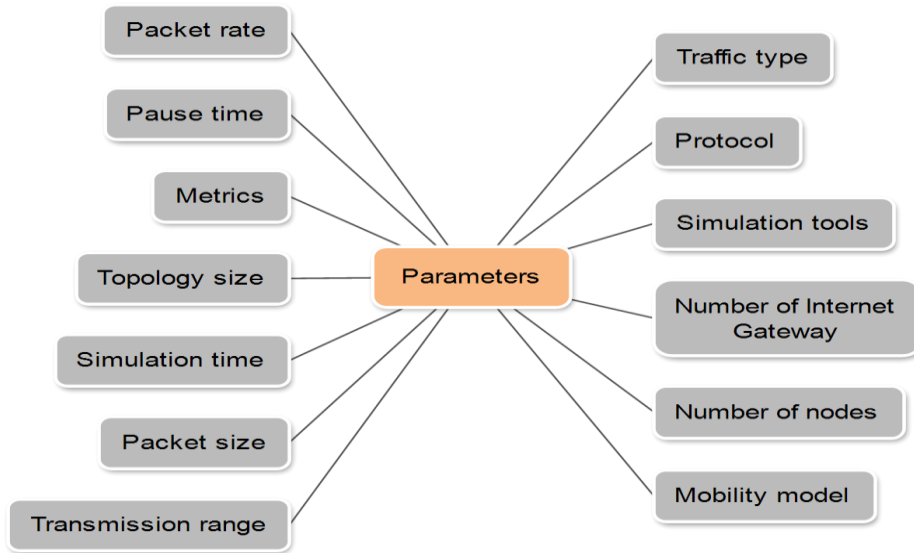 Packet rate
Pause time
Metrics
Topology size
Simulation time
Packet size
Transmission range
Parameters
Traffic type
Protocol
Simulation tools
Number of Internet
Gateway
Number of nodes
Mobility model